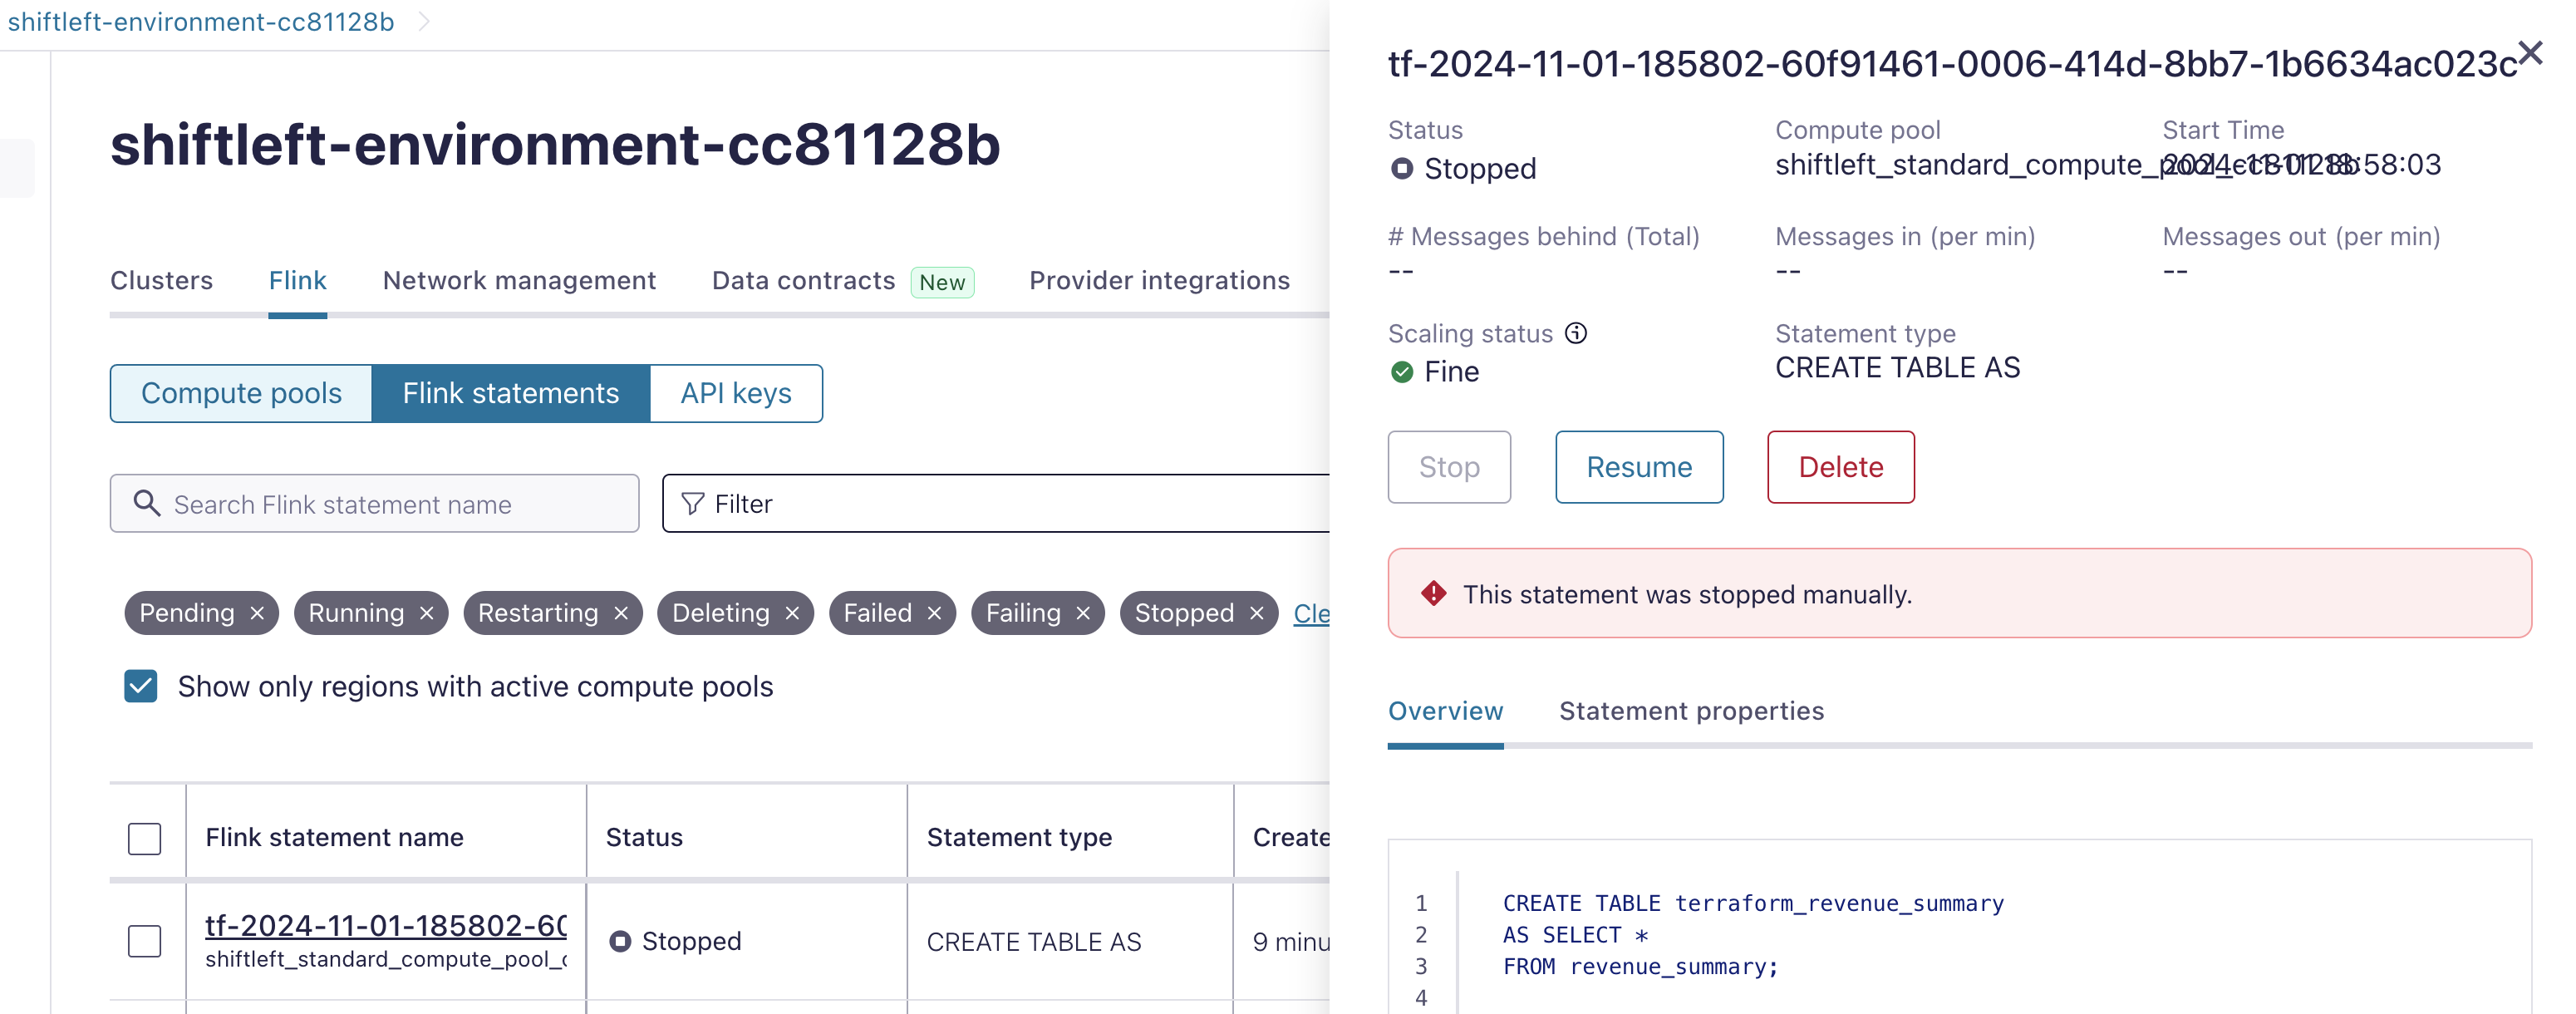 shiftleft-environment-cc81128b
shiftleft-environment-cc81128b
Clusters Flink Network management Data contracts New Provider integrations
Compute pools Flink statements API keys
Search Flink statement name Filter
Pending Running Restarting Deleting Failed Failing Stopped Cle
Show only regions with active compute pools
Flink statement name Status Statement type Create
tf-2024-11-01-185802-60 Stopped CREATE TABLE AS 9 minu
shiftleft_standard_compute_pool_c
tf-2024-11-01-185802-60f91461-0006-414d-8bb7-1b6634ac023c
Status Compute pool Start Time
Stopped shiftleft_standard_compute_pool_cc81128b 2024-11-01 18:58:03
# Messages behind (Total) Messages in (per min) Messages out (per min)
-- -- --
Scaling status Statement type
Fine CREATE TABLE AS
Stop Resume Delete
This statement was stopped manually.
Overview Statement properties
1 CREATE TABLE terraform_revenue_summary
2 AS SELECT *
3 FROM revenue_summary;
4